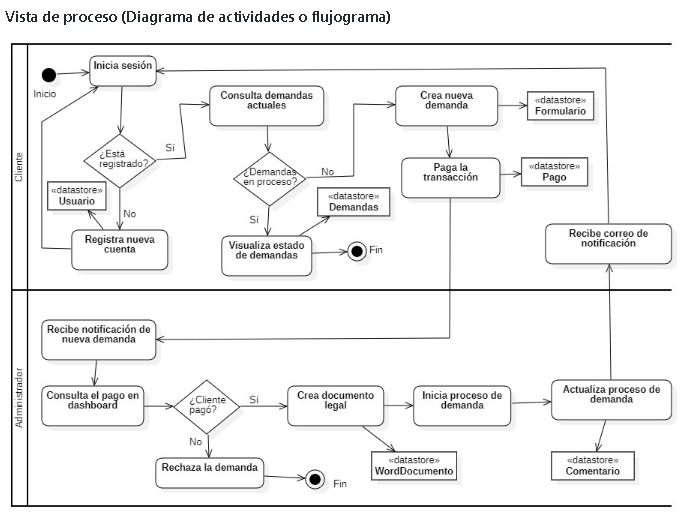 Vista de proceso (Diagrama de actividades o flujograma)
Cliente
Inicio
Inicia sesión
¿Está
registrado?
Sí
No
«datastore»
Usuario
Registra nueva
cuenta
Consulta demandas
actuales
¿Demandas
en proceso?
No
Sí
«datastore»
Demandas
Visualiza estado
de demandas
Fin
Crea nueva
demanda
«datastore»
Formulario
Paga la
transacción
«datastore»
Pago
Recibe correo de
notificación
Administrador
Recibe notificación de
nueva demanda
Consulta el pago en
dashboard
¿Cliente
pagó?
Sí
No
Rechaza la demanda
Fin
Crea documento
legal
«datastore»
WordDocumento
Inicia proceso de
demanda
Actualiza proceso de
demanda
«datastore»
Comentario